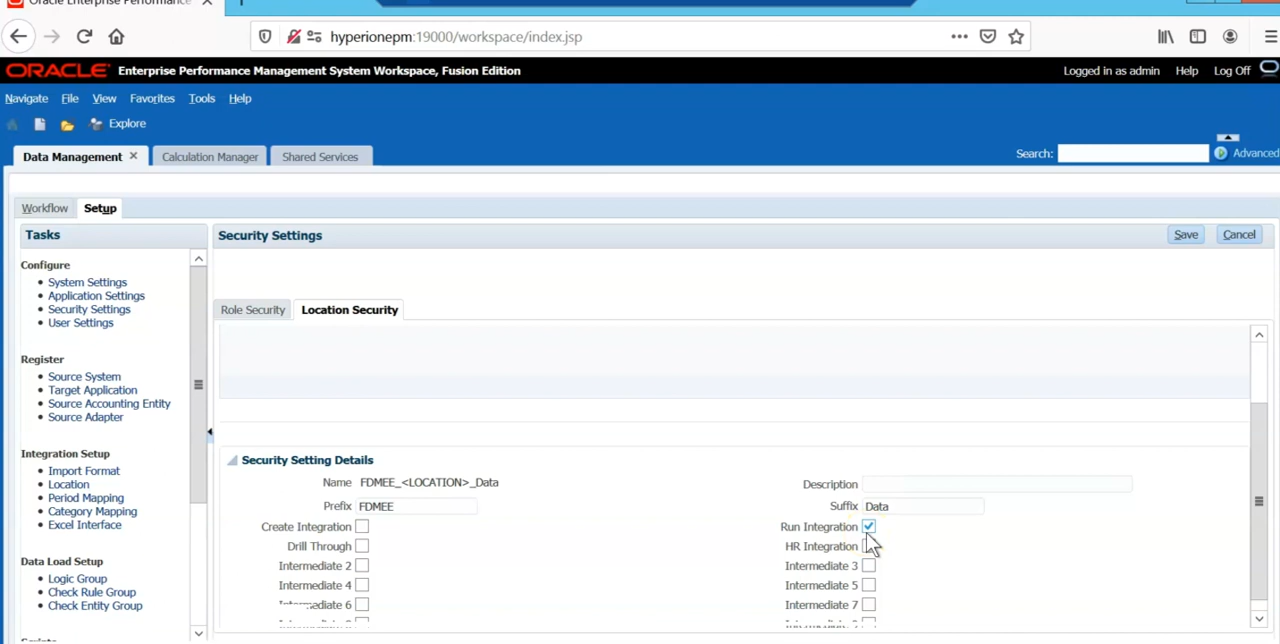 Oracle Enterprise Performance
hyperionepm:19000/workspace/index.jsp
ORACLE Enterprise Performance Management System Workspace, Fusion Edition
Logged in as admin Help Log Off
Navigate File View Favorites Tools Help
Explore
Data Management Calculation Manager Shared Services
Search: Advanced
Workflow Setup
Tasks
Security Settings
Save Cancel
Configure
System Settings
Application Settings
Security Settings
User Settings
Role Security Location Security
Register
Source System
Target Application
Source Accounting Entity
Source Adapter
Integration Setup
Import Format
Location
Period Mapping
Category Mapping
Excel Interface
Data Load Setup
Logic Group
Check Rule Group
Check Entity Group
Security Setting Details
Name FDMEE_<LOCATION>_Data
Description
Prefix FDMEE
Suffix Data
Create Integration
Run Integration
Drill Through
HR Integration
Intermediate 2
Intermediate 3
Intermediate 4
Intermediate 5
Intermediate 6
Intermediate 7